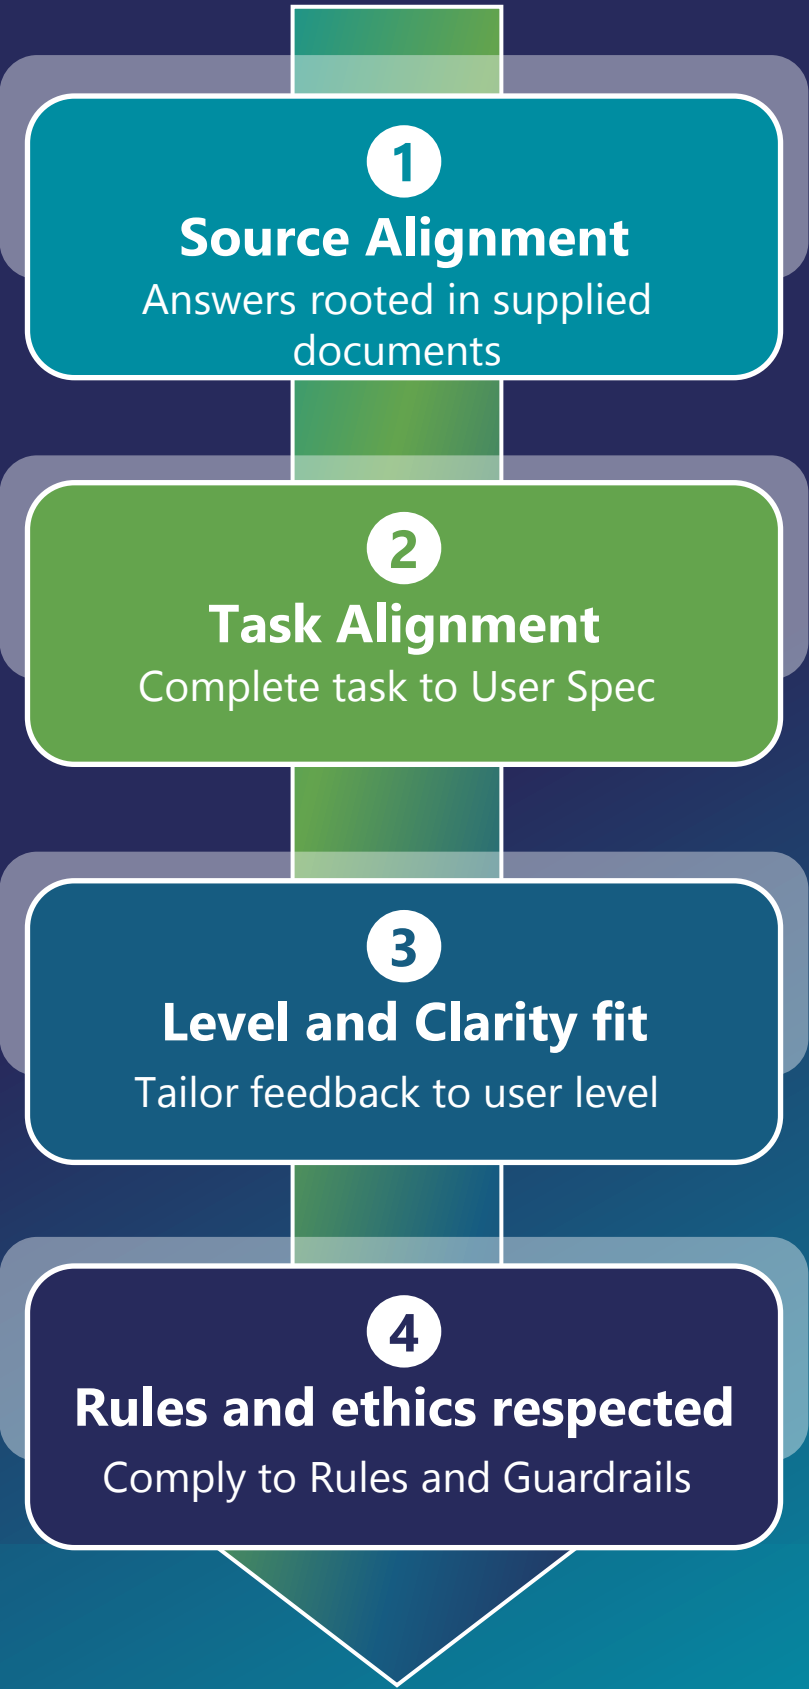 1
Source Alignment
Answers rooted in supplied
documents
2
Task Alignment
Complete task to User Spec
3
Level and Clarity fit
Tailor feedback to user level
4
Rules and ethics respected
Comply to Rules and Guardrails